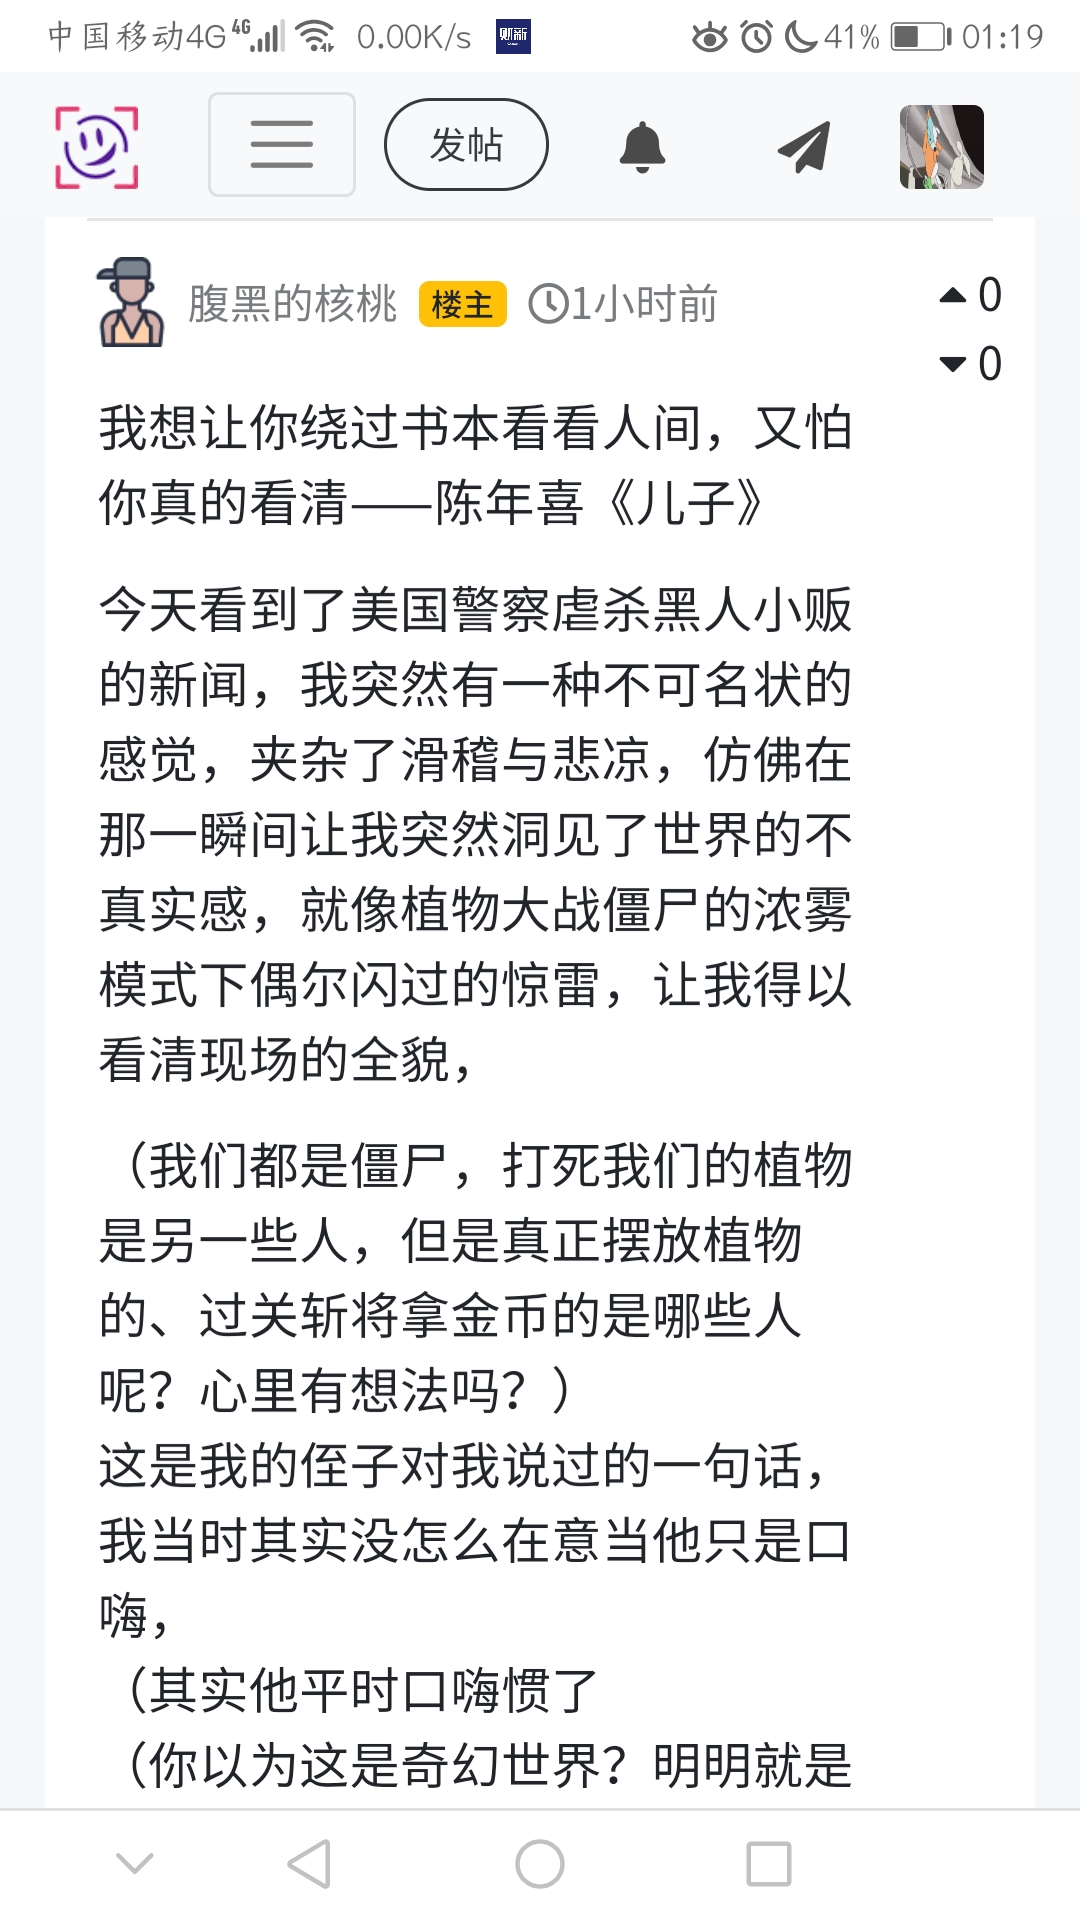 中国移动4G 4G 0.00K/s 财新 41% 01:19
发帖
腹黑的核桃 楼主 1小时前 0
0
我想让你绕过书本看看人间，又怕
你真的看清——陈年喜《儿子》
今天看到了美国警察虐杀黑人小贩
的新闻，我突然有一种不可名状的
感觉，夹杂了滑稽与悲凉，仿佛在
那一瞬间让我突然洞见了世界的不
真实感，就像植物大战僵尸的浓雾
模式下偶尔闪过的惊雷，让我得以
看清现场的全貌，
（我们都是僵尸，打死我们的植物
是另一些人，但是真正摆放植物
的、过关斩将拿金币的是哪些人
呢？心里有想法吗？）
这是我的侄子对我说过的一句话，
我当时其实没怎么在意当他只是口
嗨，
（其实他平时口嗨惯了
（你以为这是奇幻世界？明明就是